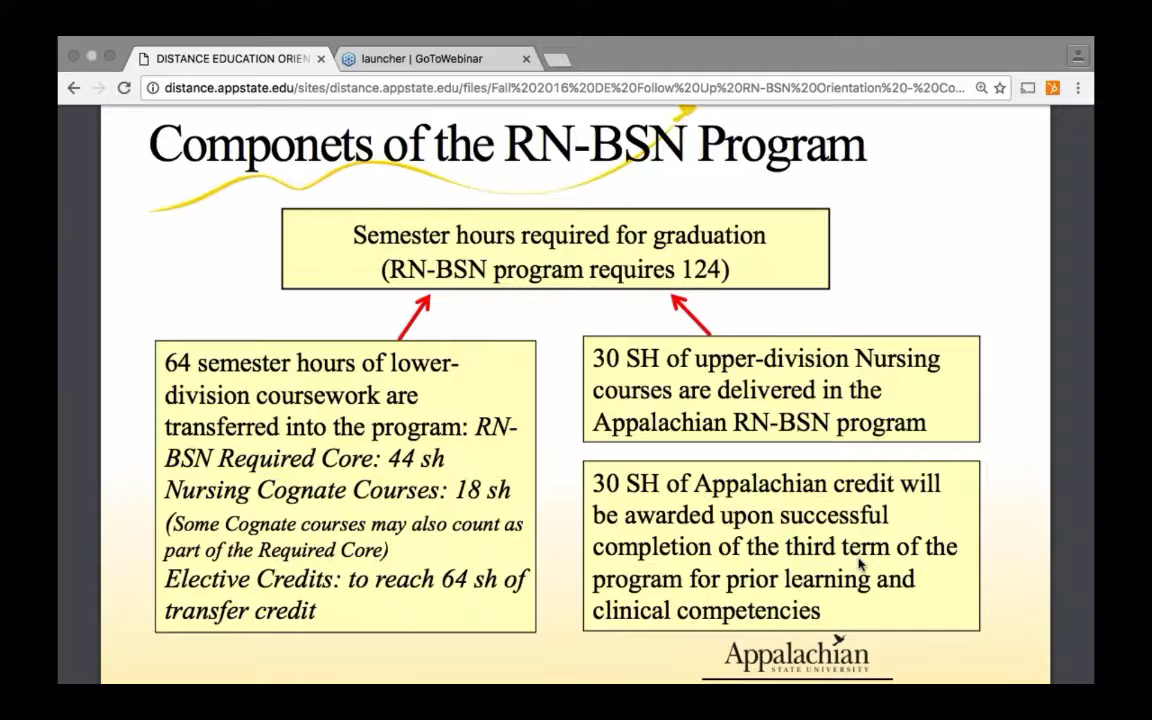 DISTANCE EDUCATION ORIEN
launcher | GoToWebinar
distance.appstate.edu/sites/distance.appstate.edu/files/Fall%202016%20DE%20Follow%20Up%20RN-BSN%20Orientation%20-%20Co...
Componets of the RN-BSN Program
Semester hours required for graduation
(RN-BSN program requires 124)
64 semester hours of lower-
division coursework are
transferred into the program: RN-
BSN Required Core: 44 sh
Nursing Cognate Courses: 18 sh
(Some Cognate courses may also count as
part of the Required Core)
Elective Credits: to reach 64 sh of
transfer credit
30 SH of upper-division Nursing
courses are delivered in the
Appalachian RN-BSN program
30 SH of Appalachian credit will
be awarded upon successful
completion of the third term of the
program for prior learning and
clinical competencies
Appalachian
STATE UNIVERSITY